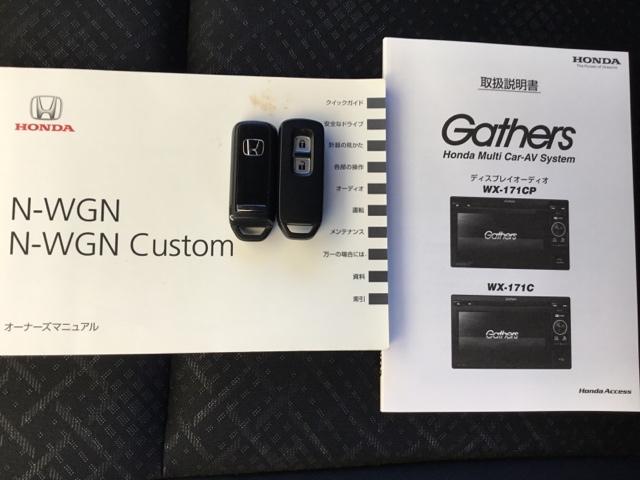 HONDA
N-WGN
N-WGN Custom
オーナーズマニュアル
クイックガイド
安全なドライブ
計器の見かた
各部の操作
オーディオ
運転
メンテナンス
万一の場合には
資料
索引
HONDA
The Power of Dreams
取扱説明書
Gathers
Honda Multi Car-AV System
ディスプレイオーディオ
WX-171CP
Gathers
WX-171C
Gathers
Honda Access